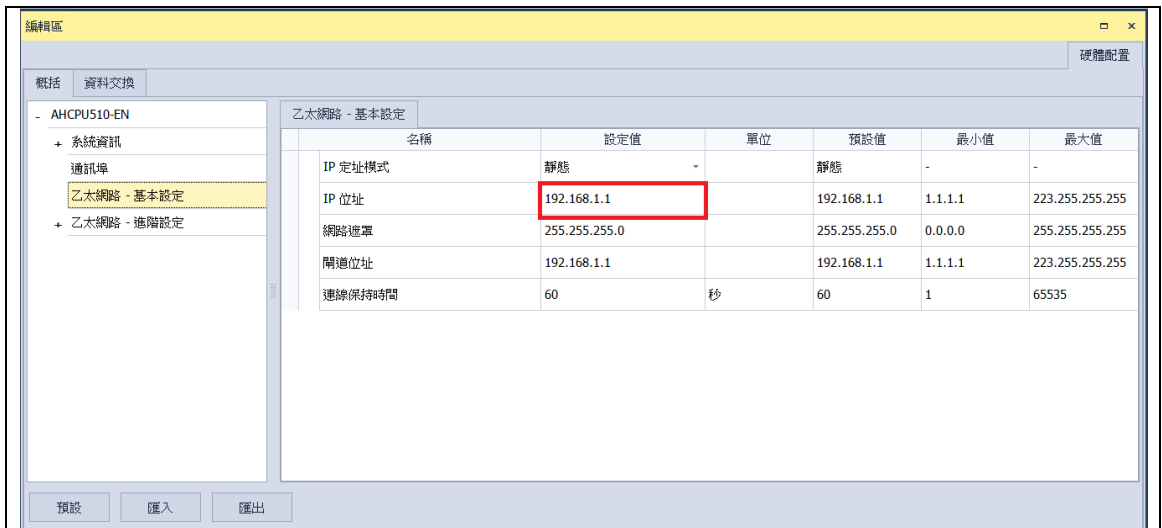 編輯區
硬體配置
概括 資料交換
- AHCPU510-EN
+ 系統資訊
通訊埠
乙太網路 - 基本設定
+ 乙太網路 - 進階設定
乙太網路 - 基本設定
名稱 設定值 單位 預設值 最小值 最大值
IP 定址模式 靜態 靜態 - -
IP 位址 192.168.1.1 192.168.1.1 1.1.1.1 223.255.255.255
網路遮罩 255.255.255.0 255.255.255.0 0.0.0.0 255.255.255.255
閘道位址 192.168.1.1 192.168.1.1 1.1.1.1 223.255.255.255
連線保持時間 60 秒 60 1 65535
預設 匯入 匯出